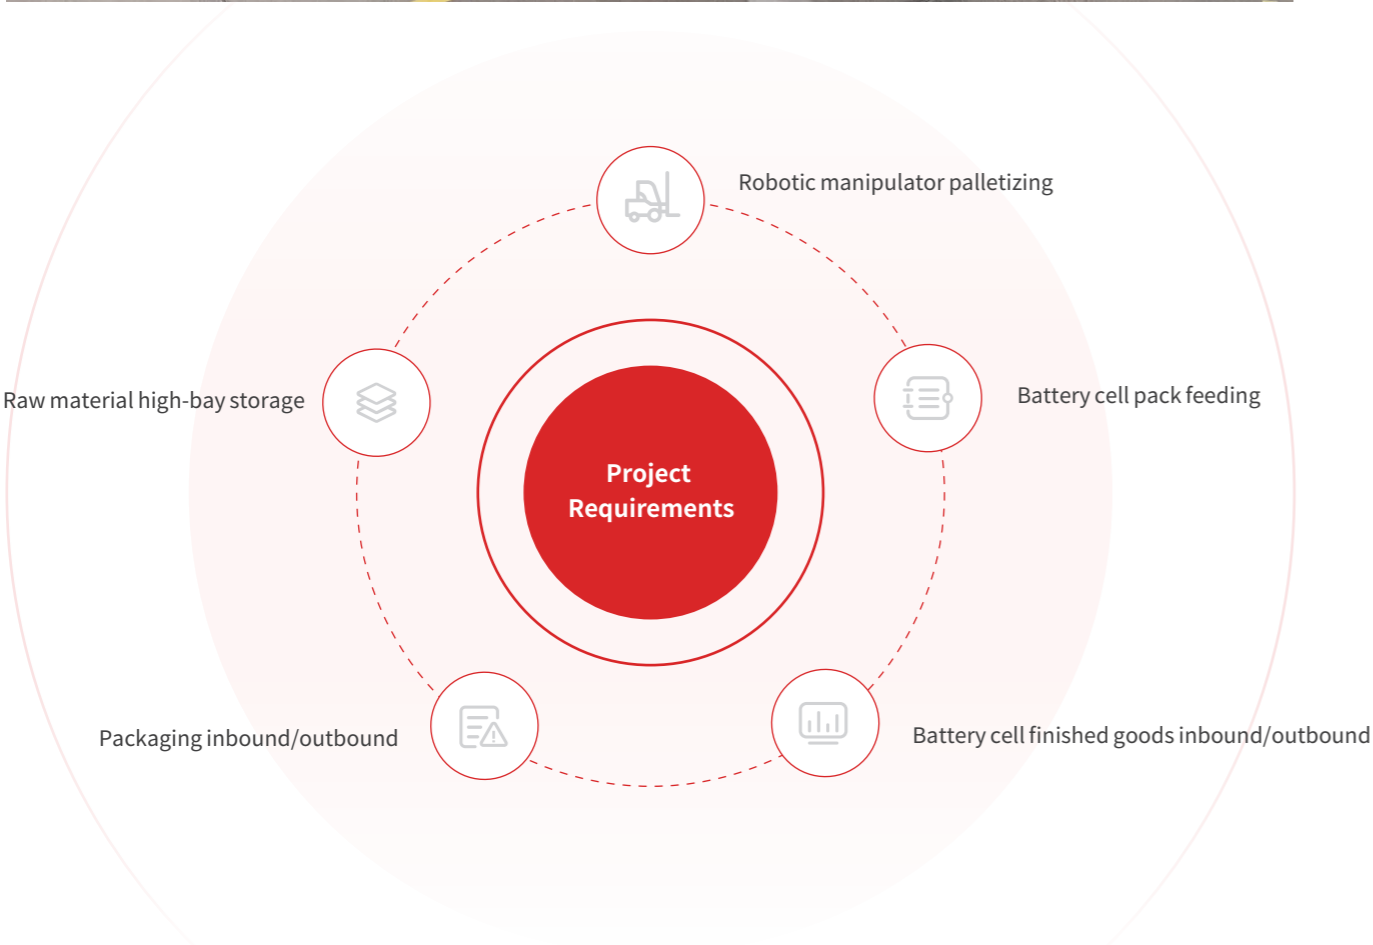 Robotic manipulator palletizing
Raw material high-bay storage
Battery cell pack feeding
Project
Requirements
Packaging inbound/outbound
Battery cell finished goods inbound/outbound